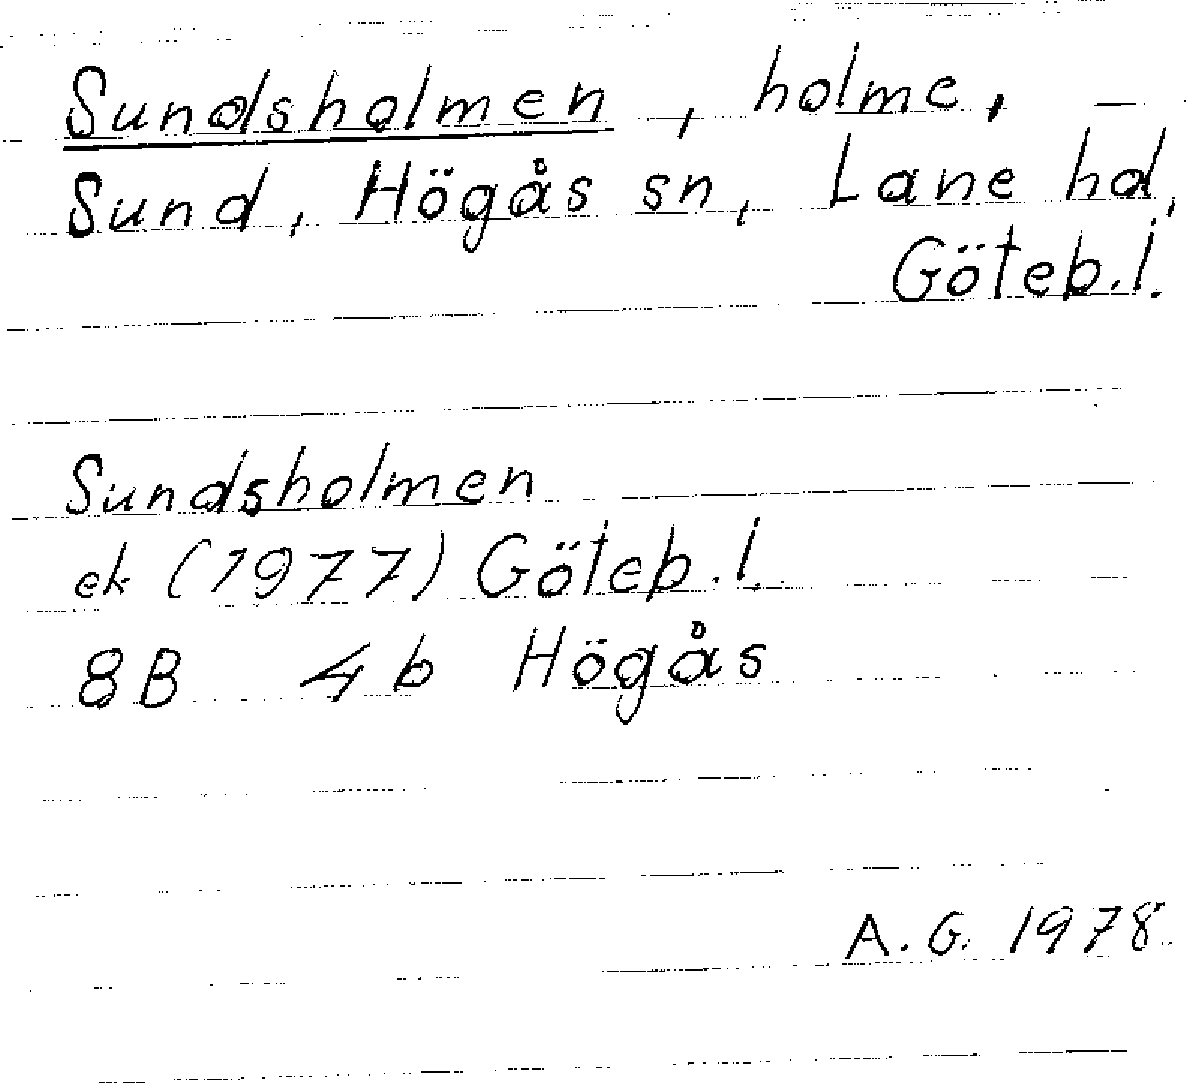 Sundsholmen, holme, —
Sund, Högås sn, Lane hd,
Göteb. l.
Sundsholmen
ek (1977) Göteb. l.
8B 4b Högås
A. G. 1978